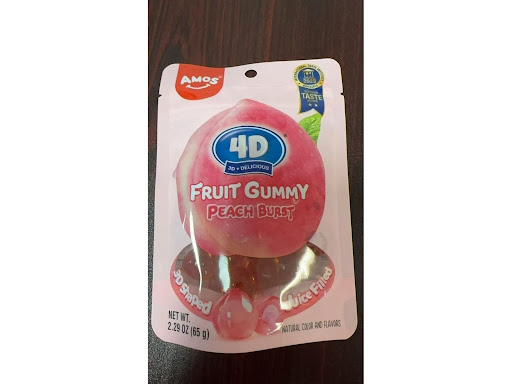 AMOS
TASTE
4D
3D + DELICIOUS
FRUIT GUMMY
PEACH BURST
3D Shaped
Juice Filled
NET WT.
2.29 OZ (65 g)
NATURAL COLOR AND FLAVORS